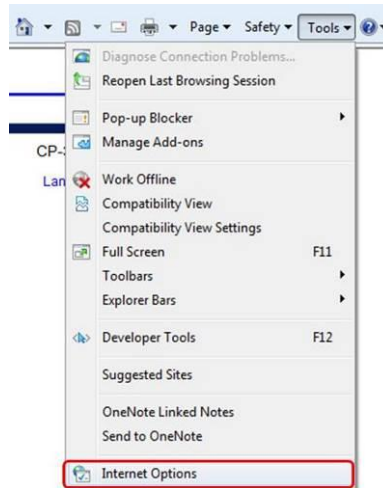 Page Safety Tools
Diagnose Connection Problems...
Reopen Last Browsing Session
Pop-up Blocker
Manage Add-ons
CP-
Lan
Work Offline
Compatibility View
Compatibility View Settings
Full Screen F11
Toolbars
Explorer Bars
Developer Tools F12
Suggested Sites
OneNote Linked Notes
Send to OneNote
Internet Options